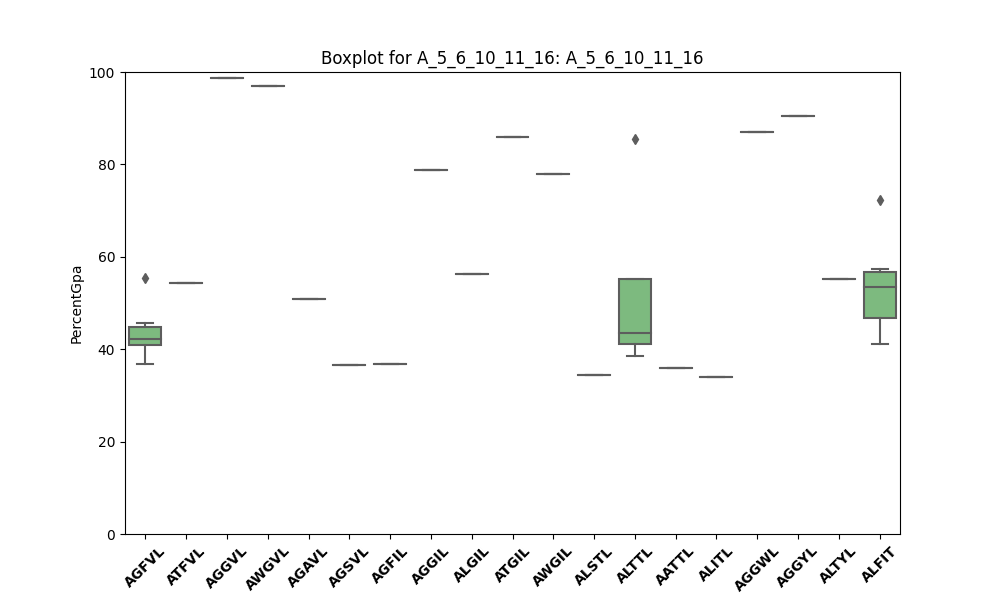 Boxplot for A_5_6_10_11_16: A_5_6_10_11_16
PercentGpa
100
80
60
40
20
0
AGFVL
ATFVL
AGGVL
AWGVL
AGAVL
AGSVL
AGFIL
AGGIL
ALGIL
ATGIL
AWGIL
ALSTL
ALTTL
AATTL
ALITL
AGGWL
AGGYL
ALTYL
ALFIT